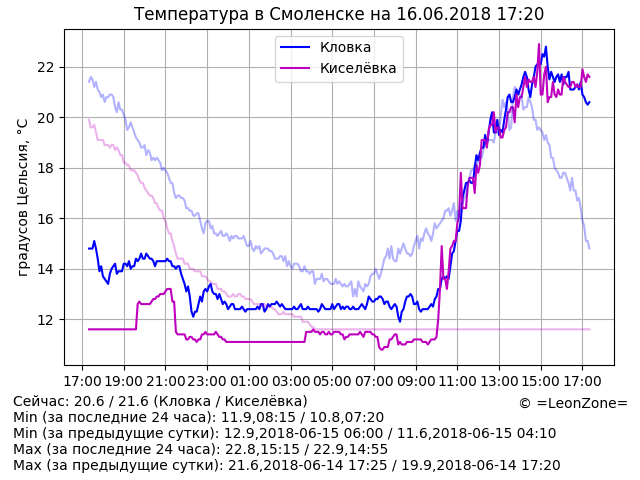 Температура в Смоленске на 16.06.2018 17:20
Кловка
Киселёвка
градусов Цельсия, °C
22
20
18
16
14
12
17:00 19:00 21:00 23:00 01:00 03:00 05:00 07:00 09:00 11:00 13:00 15:00 17:00
Сейчас: 20.6 / 21.6 (Кловка / Киселёвка)
© =LeonZone=
Min (за последние 24 часа): 11.9,08:15 / 10.8,07:20
Min (за предыдущие сутки): 12.9,2018-06-15 06:00 / 11.6,2018-06-15 04:10
Max (за последние 24 часа): 22.8,15:15 / 22.9,14:55
Max (за предыдущие сутки): 21.6,2018-06-14 17:25 / 19.9,2018-06-14 17:20